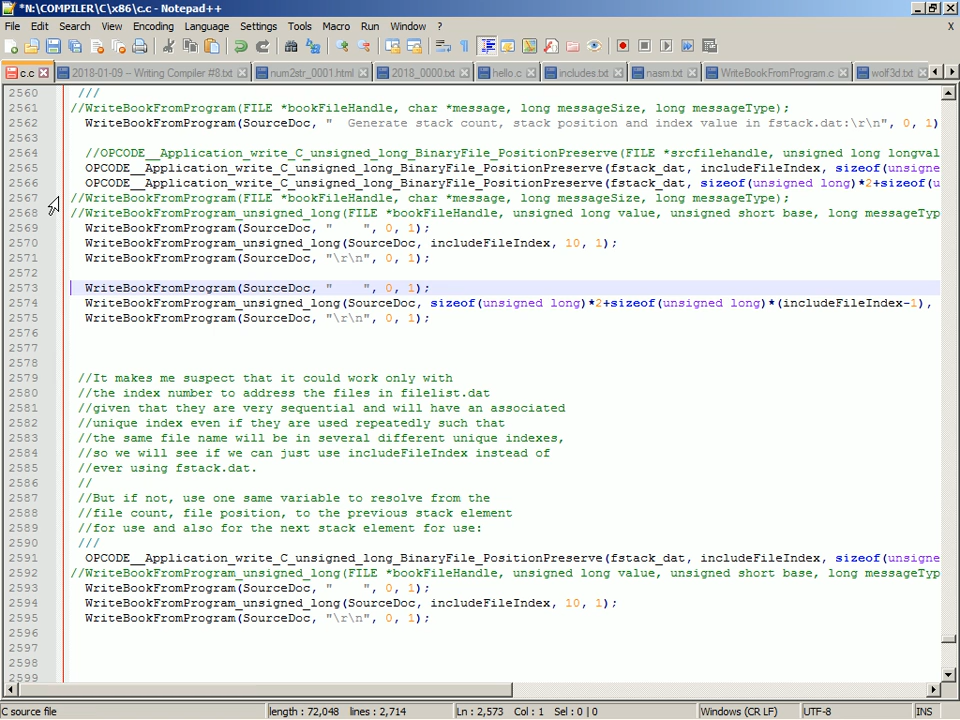 *N:\COMPILER\C\x86\c.c - Notepad++
File Edit Search View Encoding Language Settings Tools Macro Run Window ? X
c.c 2018-01-09 -- Writing Compiler #8.txt num2str_0001.html 2018_0000.txt hello.c includes.txt nasm.txt WriteBookFromProgram.c wolf3d.txt
2560 ///
2561 //WriteBookFromProgram(FILE *bookFileHandle, char *message, long messageSize, long messageType);
2562 WriteBookFromProgram(SourceDoc, "  Generate stack count, stack position and index value in fstack.dat:\r\n", 0, 1)
2563
2564 //OPCODE__Application_write_C_unsigned_long_BinaryFile_PositionPreserve(FILE *srcfilehandle, unsigned long longval
2565 OPCODE__Application_write_C_unsigned_long_BinaryFile_PositionPreserve(fstack_dat, includeFileIndex, sizeof(unsigne
2566 OPCODE__Application_write_C_unsigned_long_BinaryFile_PositionPreserve(fstack_dat, sizeof(unsigned long)*2+sizeof(u
2567 //WriteBookFromProgram(FILE *bookFileHandle, char *message, long messageSize, long messageType);
2568 //WriteBookFromProgram_unsigned_long(FILE *bookFileHandle, unsigned long value, unsigned short base, long messageTyp
2569 WriteBookFromProgram(SourceDoc, "    ", 0, 1);
2570 WriteBookFromProgram_unsigned_long(SourceDoc, includeFileIndex, 10, 1);
2571 WriteBookFromProgram(SourceDoc, "\r\n", 0, 1);
2572
2573 WriteBookFromProgram(SourceDoc, "    ", 0, 1);
2574 WriteBookFromProgram_unsigned_long(SourceDoc, sizeof(unsigned long)*2+sizeof(unsigned long)*(includeFileIndex-1),
2575 WriteBookFromProgram(SourceDoc, "\r\n", 0, 1);
2576
2577
2578
2579 //It makes me suspect that it could work only with
2580 //the index number to address the files in filelist.dat
2581 //given that they are very sequential and will have an associated
2582 //unique index even if they are used repeatedly such that
2583 //the same file name will be in several different unique indexes,
2584 //so we will see if we can just use includeFileIndex instead of
2585 //ever using fstack.dat.
2586 //
2587 //But if not, use one same variable to resolve from the
2588 //file count, file position, to the previous stack element
2589 //for use and also for the next stack element for use:
2590 ///
2591 OPCODE__Application_write_C_unsigned_long_BinaryFile_PositionPreserve(fstack_dat, includeFileIndex, sizeof(unsigne
2592 //WriteBookFromProgram_unsigned_long(FILE *bookFileHandle, unsigned long value, unsigned short base, long messageTyp
2593 WriteBookFromProgram(SourceDoc, "    ", 0, 1);
2594 WriteBookFromProgram_unsigned_long(SourceDoc, includeFileIndex, 10, 1);
2595 WriteBookFromProgram(SourceDoc, "\r\n", 0, 1);
2596
2597
2598
2599
C source file length : 72,048 lines : 2,714 Ln : 2,573 Col : 1 Sel : 0 | 0 Windows (CR LF) UTF-8 INS